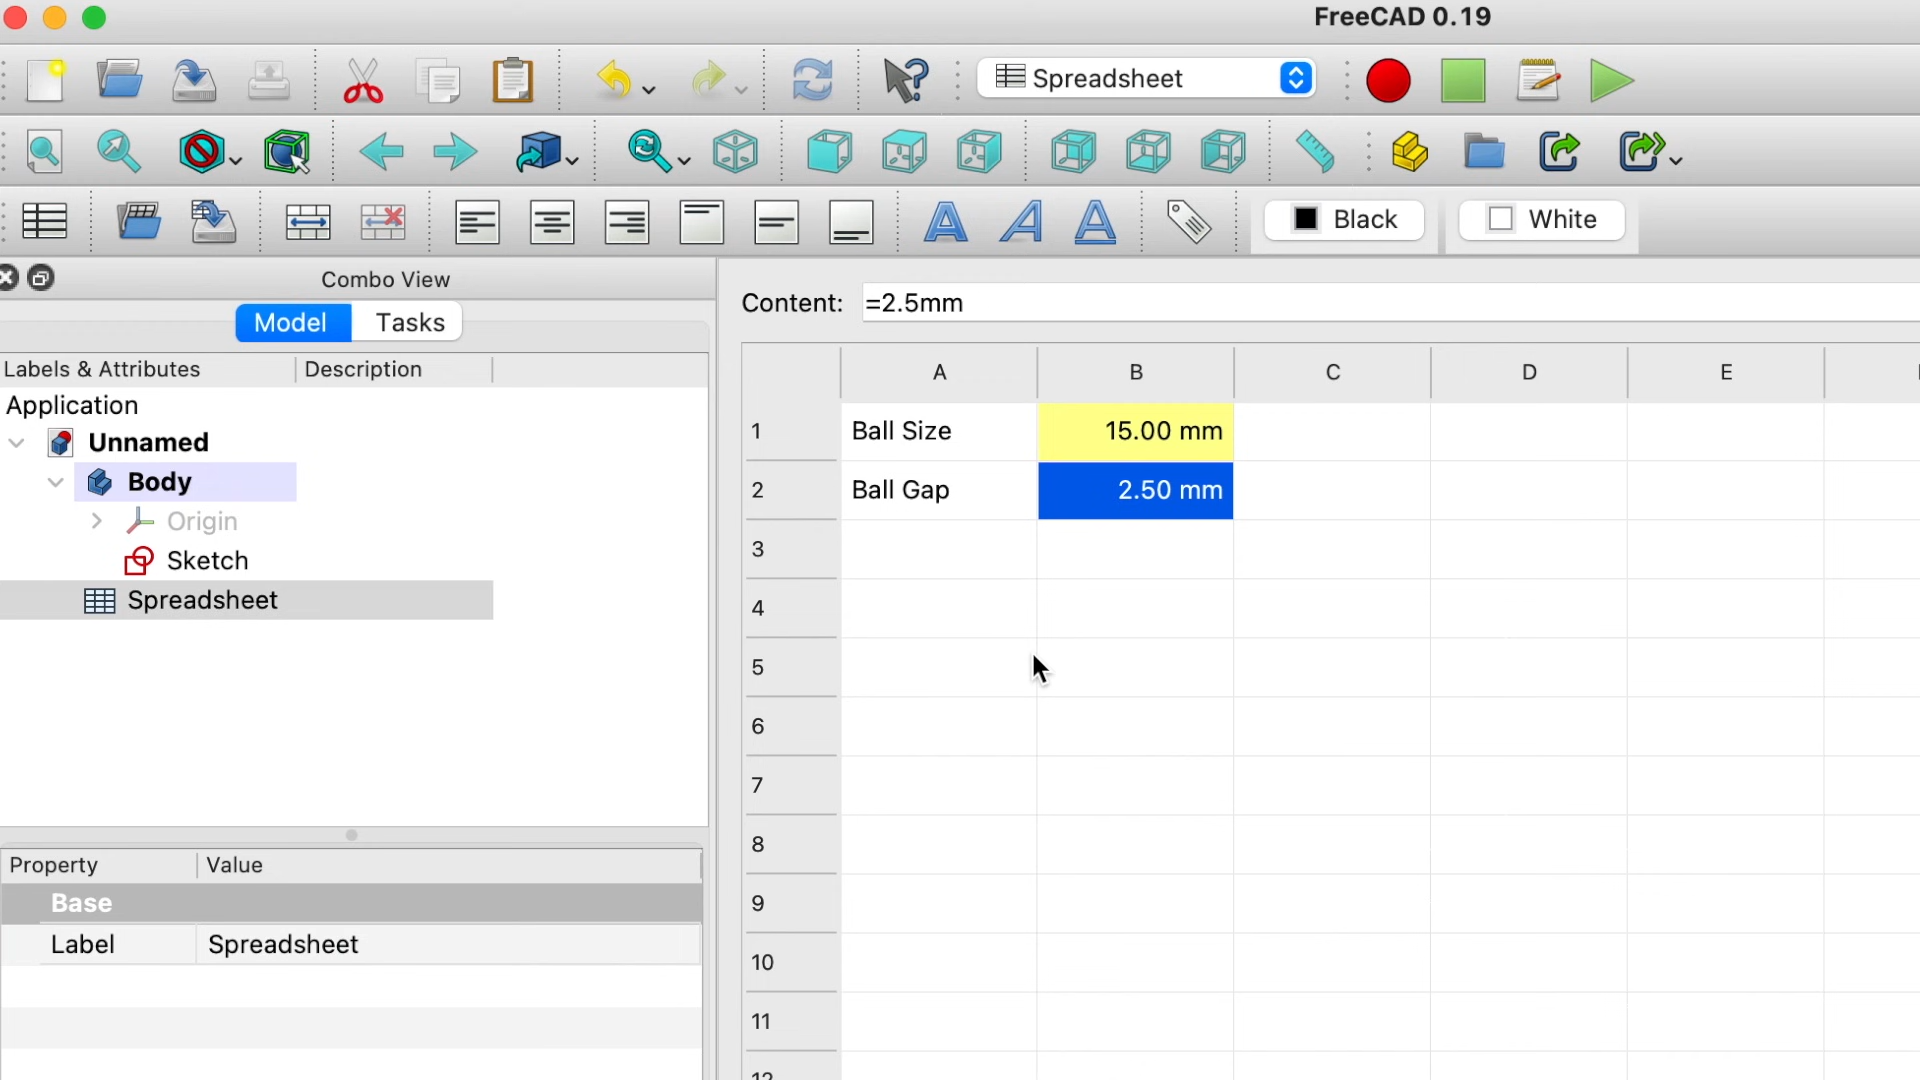 FreeCAD 0.19
Spreadsheet
Black
White
Combo View
Model
Tasks
Labels & Attributes
Description
Application
Unnamed
Body
Origin
Sketch
Spreadsheet
Property
Value
Base
Label
Spreadsheet
Content: =2.5mm
A
B
C
D
E
1
Ball Size
15.00 mm
2
Ball Gap
2.50 mm
3
4
5
6
7
8
9
10
11
12